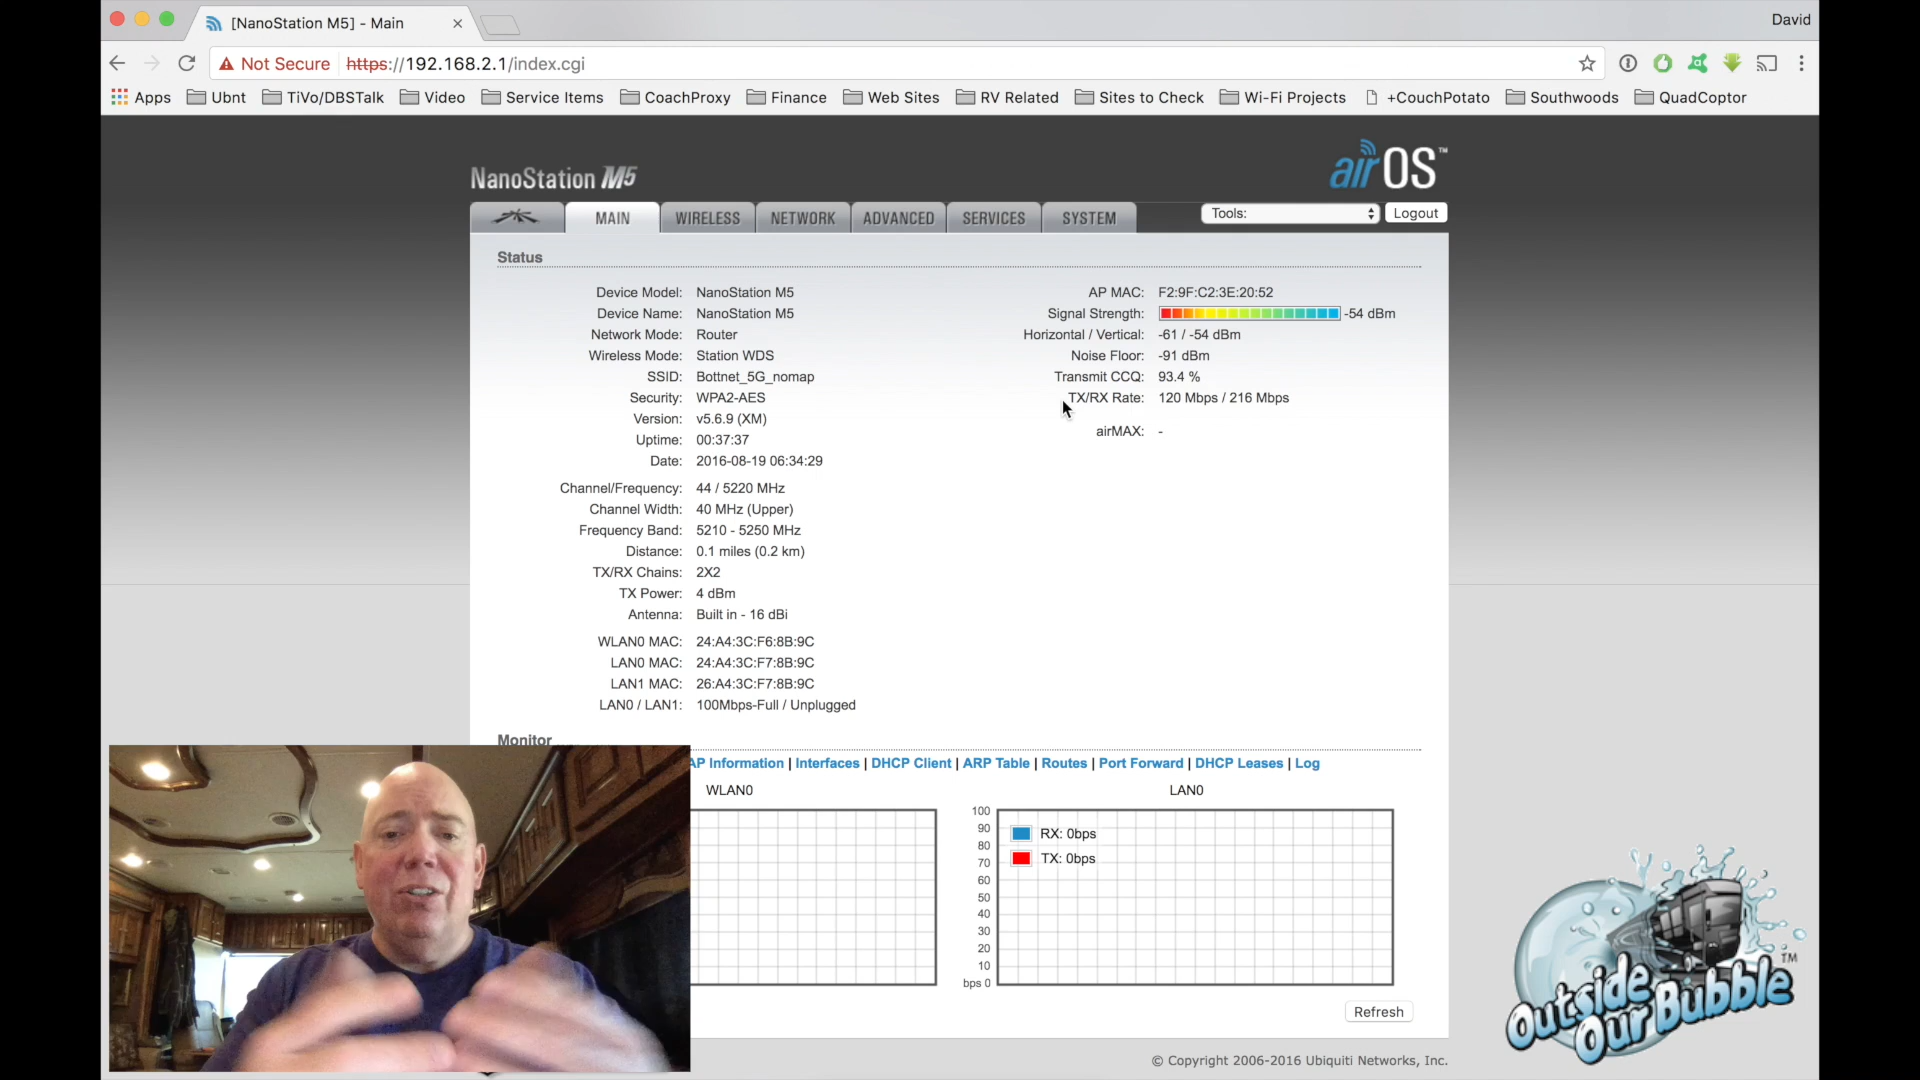 [NanoStation M5] - Main
David
Not Secure https://192.168.2.1/index.cgi
Apps Ubnt TiVo/DBSTalk Video Service Items CoachProxy Finance Web Sites RV Related Sites to Check Wi-Fi Projects +CouchPotato Southwoods QuadCoptor
NanoStation M5
airOS™
MAIN WIRELESS NETWORK ADVANCED SERVICES SYSTEM Tools: Logout
Status
Device Model: NanoStation M5
Device Name: NanoStation M5
Network Mode: Router
Wireless Mode: Station WDS
SSID: Bottnet_5G_nomap
Security: WPA2-AES
Version: v5.6.9 (XM)
Uptime: 00:37:37
Date: 2016-08-19 06:34:29
Channel/Frequency: 44 / 5220 MHz
Channel Width: 40 MHz (Upper)
Frequency Band: 5210 - 5250 MHz
Distance: 0.1 miles (0.2 km)
TX/RX Chains: 2X2
TX Power: 4 dBm
Antenna: Built in - 16 dBi
WLAN0 MAC: 24:A4:3C:F6:8B:9C
LAN0 MAC: 24:A4:3C:F7:8B:9C
LAN1 MAC: 26:A4:3C:F7:8B:9C
LAN0 / LAN1: 100Mbps-Full / Unplugged
AP MAC: F2:9F:C2:3E:20:52
Signal Strength: -54 dBm
Horizontal / Vertical: -61 / -54 dBm
Noise Floor: -91 dBm
Transmit CCQ: 93.4 %
TX/RX Rate: 120 Mbps / 216 Mbps
airMAX: -
Monitor
AP Information | Interfaces | DHCP Client | ARP Table | Routes | Port Forward | DHCP Leases | Log
WLAN0
LAN0
100
90
80
70
60
50
40
30
20
10
bps 0
RX: 0bps
TX: 0bps
Refresh
© Copyright 2006-2016 Ubiquiti Networks, Inc.
Outside
Our Bubble
TM